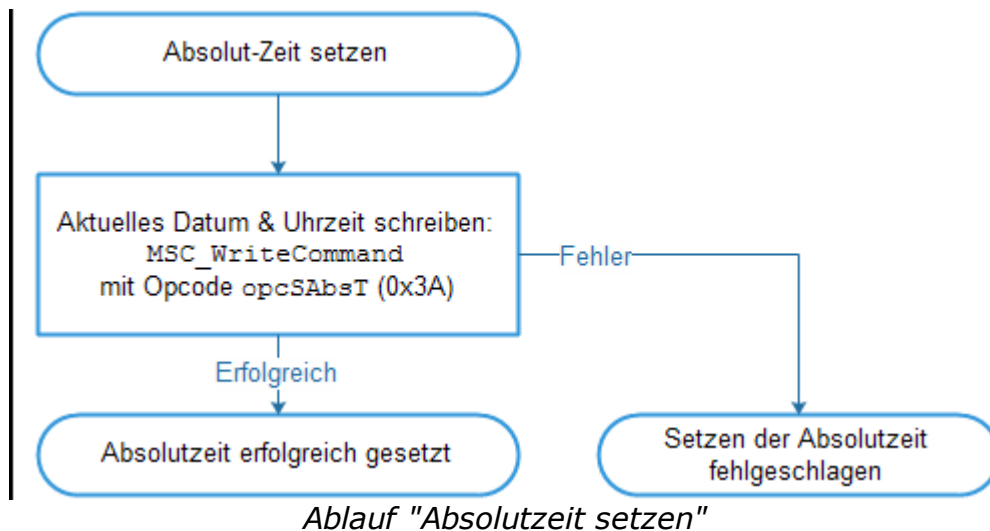 Absolut-Zeit setzen
Aktuelles Datum & Uhrzeit schreiben:
MSC_WriteCommand
mit Opcode opcSAbsT (0x3A)
Fehler
Erfolgreich
Absolutzeit erfolgreich gesetzt
Setzen der Absolutzeit
fehlgeschlagen
Ablauf "Absolutzeit setzen"